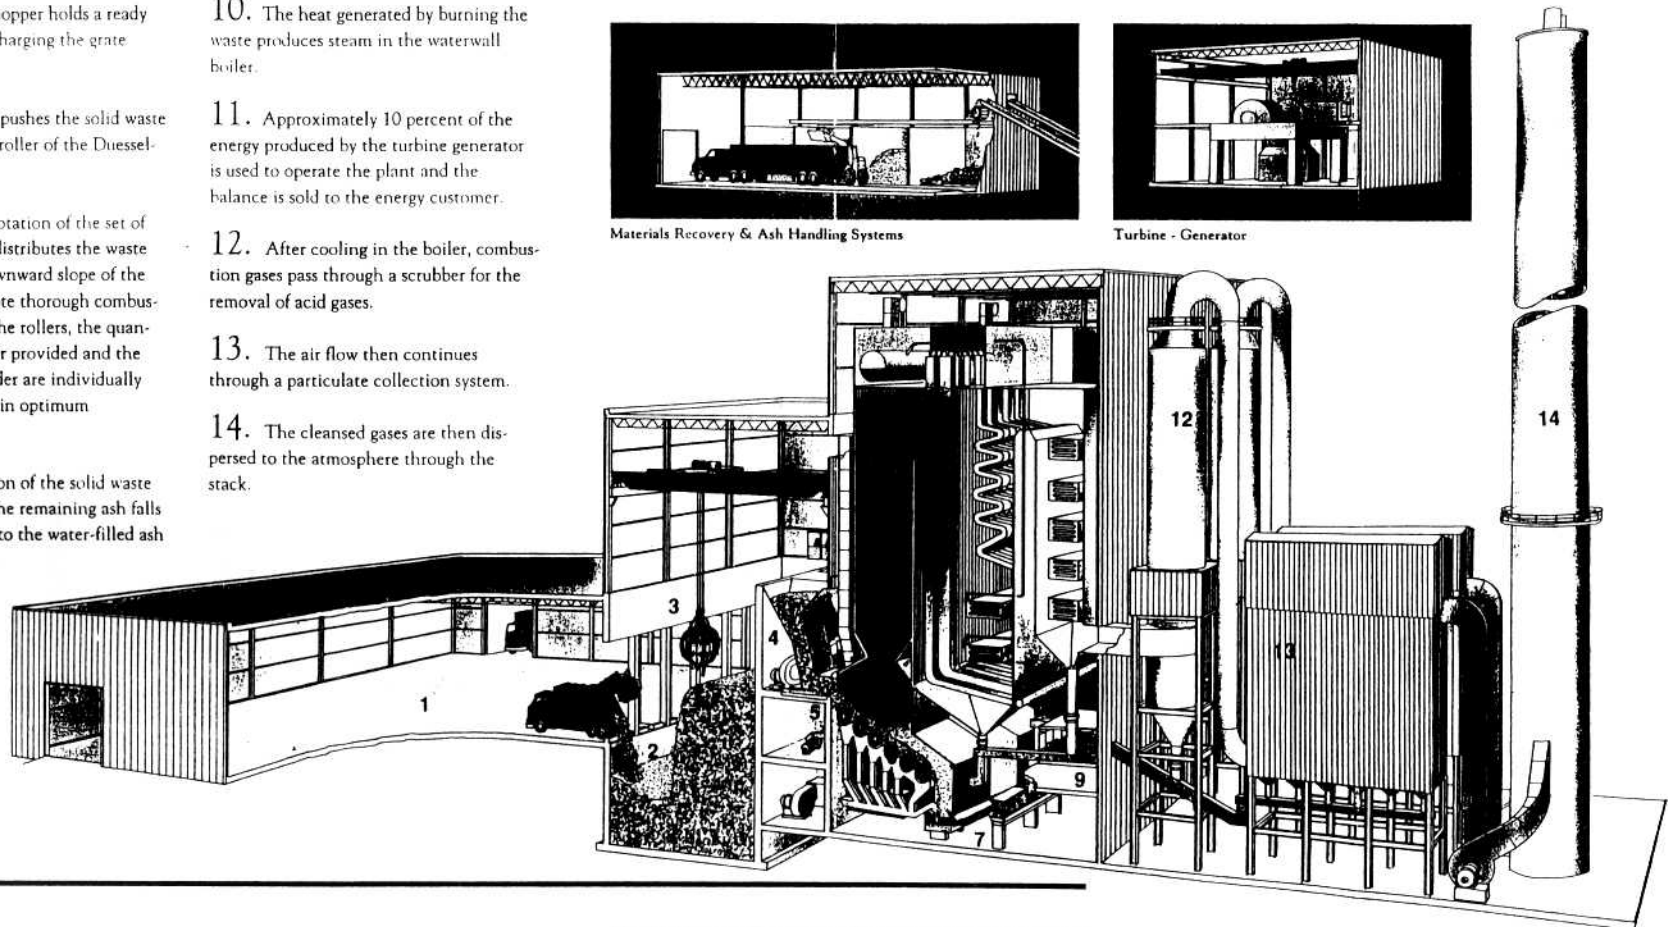 opper holds a ready
harging the grate
pushes the solid waste
roller of the Duessel-
otation of the set of
distributes the waste
wnward slope of the
te thorough combus-
he rollers, the quan-
r provided and the
ler are individually
in optimum
on of the solid waste
he remaining ash falls
to the water-filled ash
10. The heat generated by burning the
waste produces steam in the waterwall
boiler.
11. Approximately 10 percent of the
energy produced by the turbine generator
is used to operate the plant and the
balance is sold to the energy customer.
12. After cooling in the boiler, combus-
tion gases pass through a scrubber for the
removal of acid gases.
13. The air flow then continues
through a particulate collection system.
14. The cleansed gases are then dis-
persed to the atmosphere through the
stack.
Materials Recovery & Ash Handling Systems
Turbine - Generator
1
2
3
4
5
7
9
12
13
14